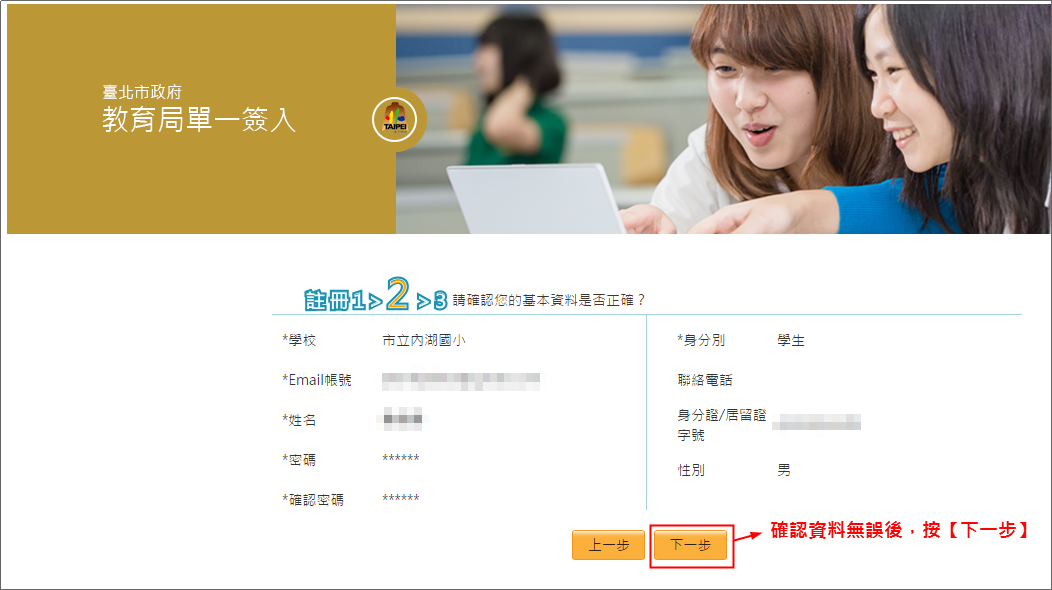 臺北市政府
教育局單一簽入
TAIPEI
註冊1>2>3 請確認您的基本資料是否正確？
*學校 市立內湖國小
*身分別 學生
*Email帳號
聯絡電話
*姓名
身分證/居留證
字號
*密碼 ******
性別 男
*確認密碼 ******
上一步 下一步
確認資料無誤後，按【下一步】